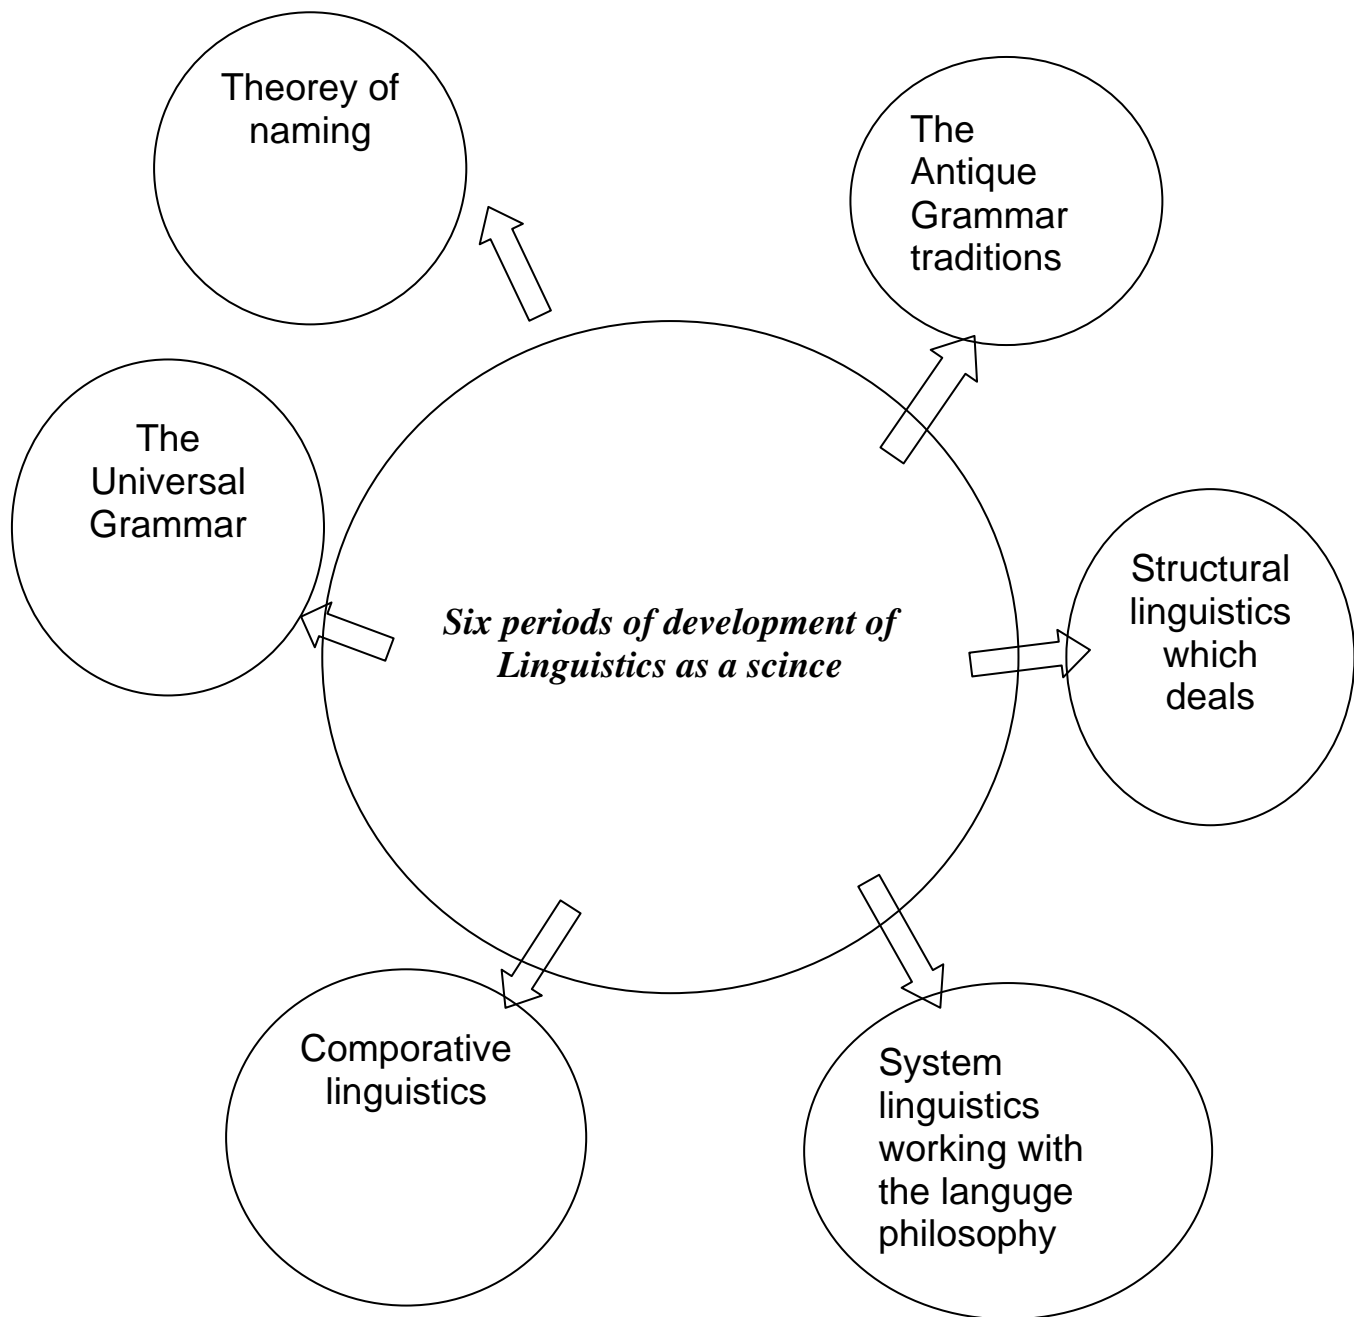 Theorey of
naming
The
Antique
Grammar
traditions
The
Universal
Grammar
Structural
linguistics
which
deals
Six periods of development of
Linguistics as a scince
Comporative
linguistics
System
linguistics
working with
the languge
philosophy